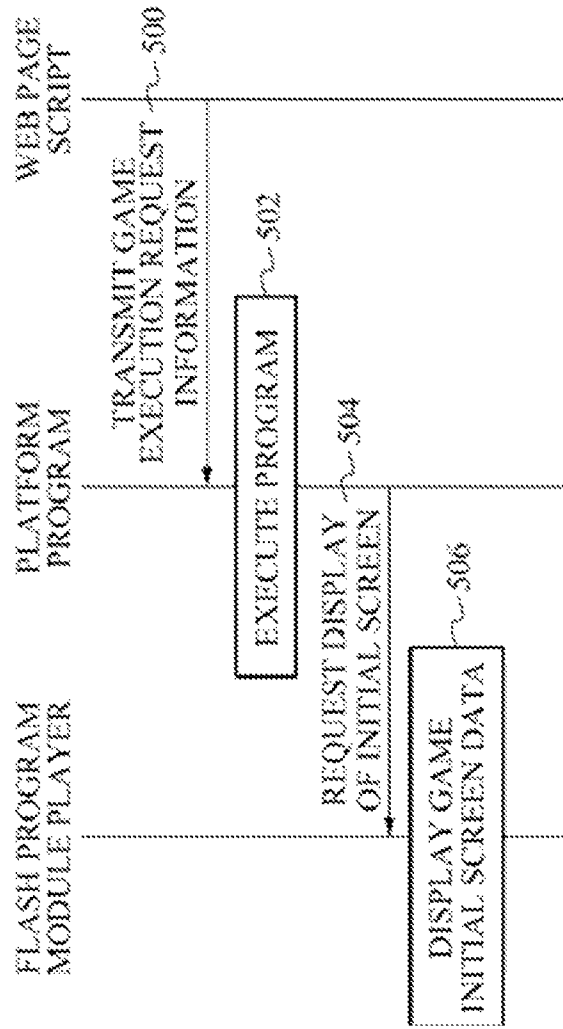 FLASH PROGRAM
MODULE PLAYER
PLATFORM
PROGRAM
WEB PAGE
SCRIPT
TRANSMIT GAME
EXECUTION REQUEST
INFORMATION
500
EXECUTE PROGRAM
502
REQUEST DISPLAY
OF INITIAL SCREEN
504
DISPLAY GAME
INITIAL SCREEN DATA
506